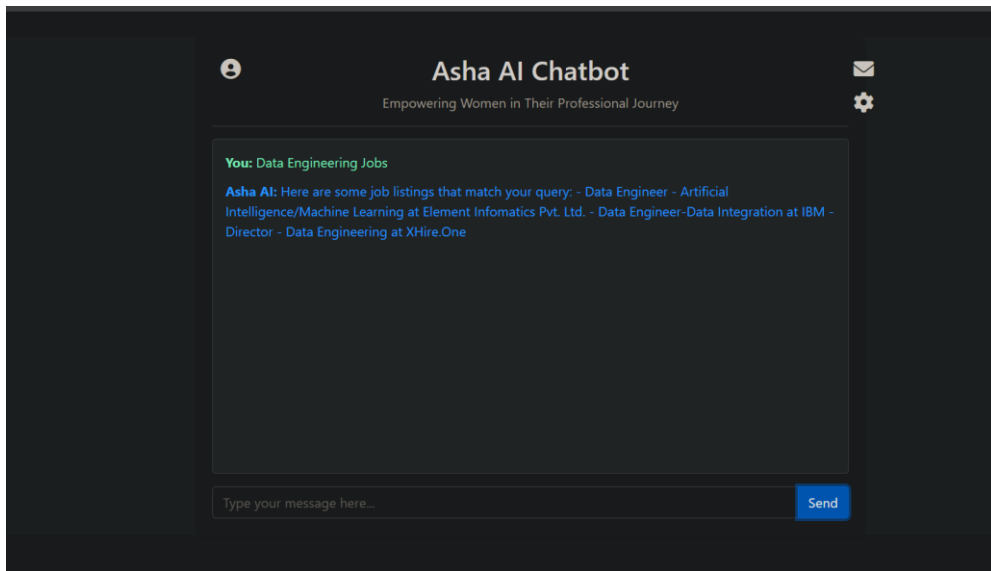 Asha AI Chatbot
Empowering Women in Their Professional Journey
You: Data Engineering Jobs
Asha AI: Here are some job listings that match your query: - Data Engineer - Artificial
Intelligence/Machine Learning at Element Infomatics Pvt. Ltd. - Data Engineer-Data Integration at IBM -
Director - Data Engineering at XHire.One
Type your message here...
Send